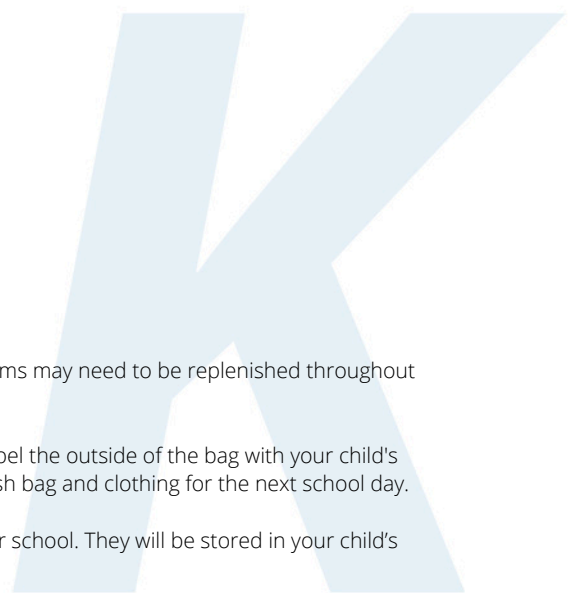 K
ms may need to be replenished throughout
bel the outside of the bag with your child's
sh bag and clothing for the next school day.
r school. They will be stored in your child’s